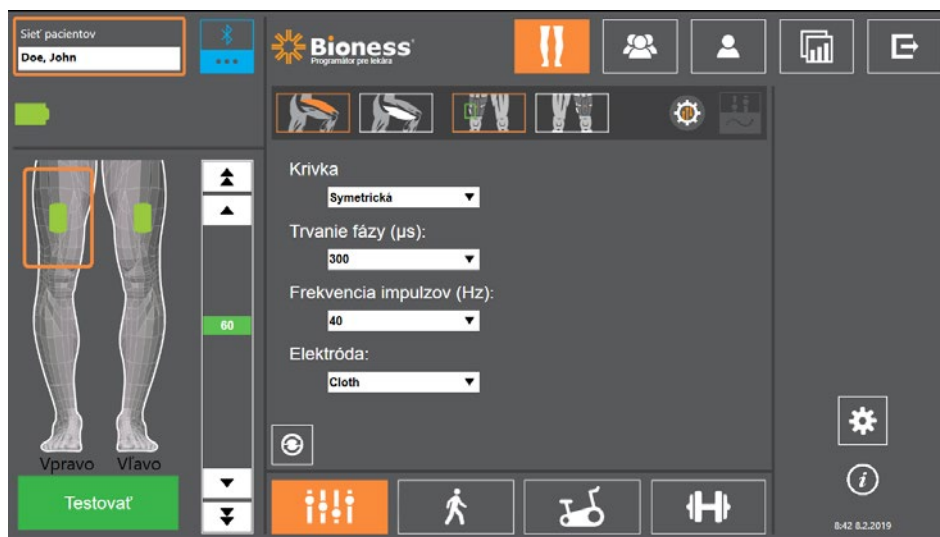 Sieť pacientov
Doe, John
Bioness
Programátor pre lekára
Krivka
Symetrická
Trvanie fázy (µs):
300
Frekvencia impulzov (Hz):
40
Elektróda:
Cloth
60
Vpravo Vľavo
Testovať
8:42 8.2.2019